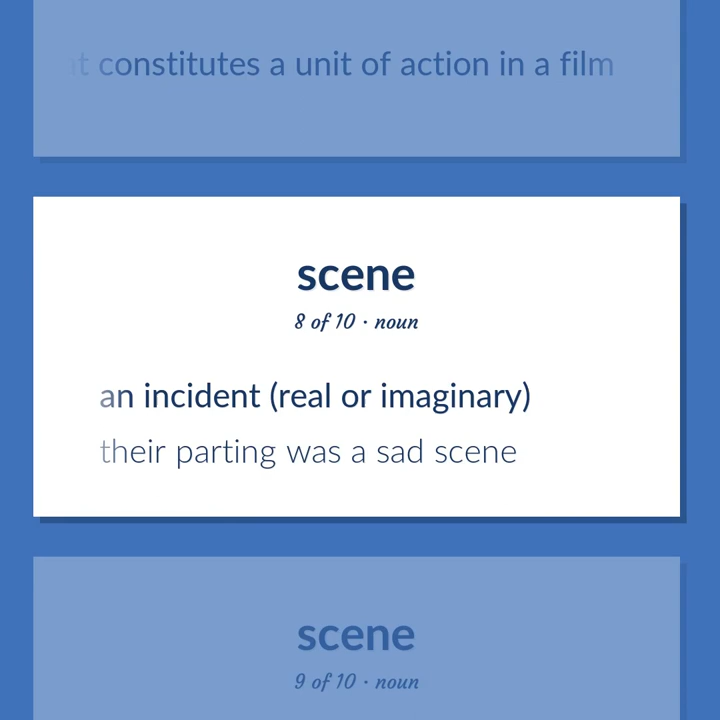 constitutes a unit of action in a film
scene
8 of 10 · noun
an incident (real or imaginary)
their parting was a sad scene
scene
9 of 10 · noun